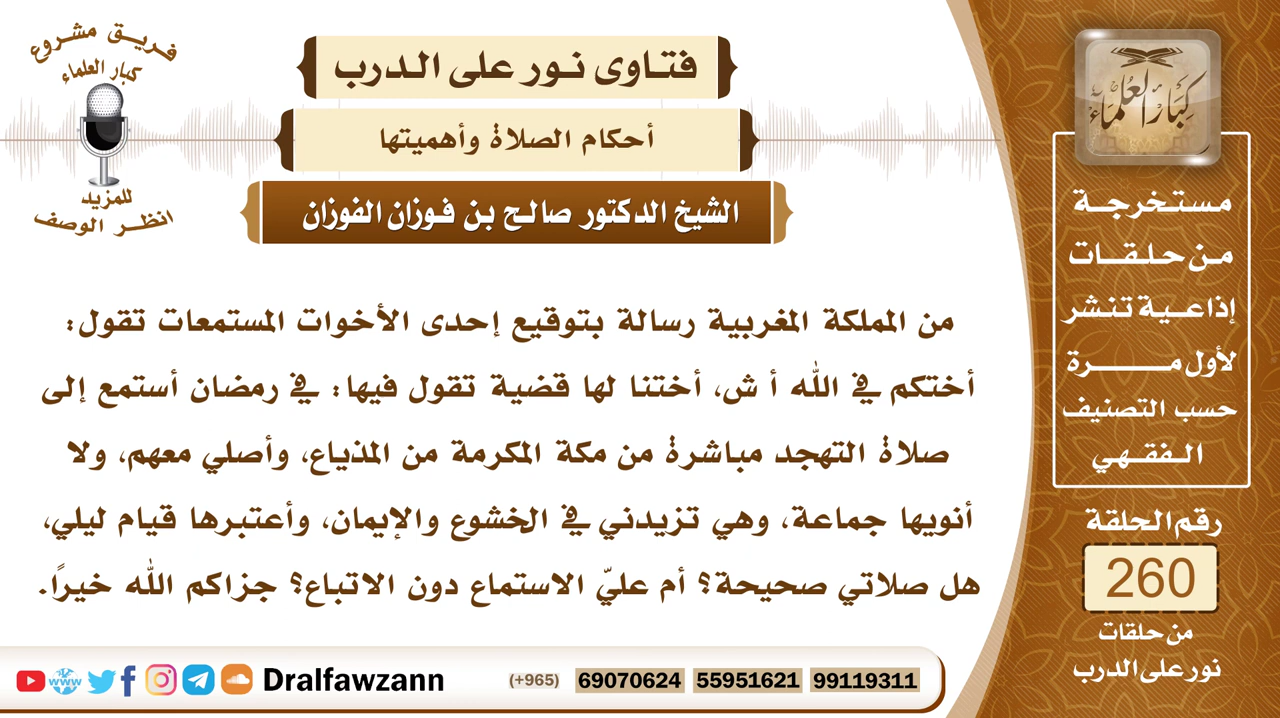 فريق مشروع
كبار العلماء
للمزيد
انظر الوصف
فتاوى نور على الدرب
أحكام الصلاة وأهميتها
الشيخ الدكتور صالح بن فوزان الفوزان
من المملكة المغربية رسالة بتوقيع إحدى الأخوات المستمعات تقول:
أختكم في الله أ ش، أختنا لها قضية تقول فيها: في رمضان أستمع إلى
صلاة التهجد مباشرة من مكة المكرمة من المذياع، وأصلي معهم، ولا
أنويها جماعة، وهي تزيدني في الخشوع والإيمان، وأعتبرها قيام ليلي،
هل صلاتي صحيحة؟ أم عليّ الاستماع دون الاتباع؟ جزاكم الله خيرًا.
كِبَارُ العُلَمَاء
مستخرجة
من حلقات
إذاعية تنشر
لأول مرة
حسب التصنيف
الفقهي
رقم الحلقة
260
من حلقات
نور على الدرب
www
Dralfawzann
(+965) 69070624 55951621 99119311